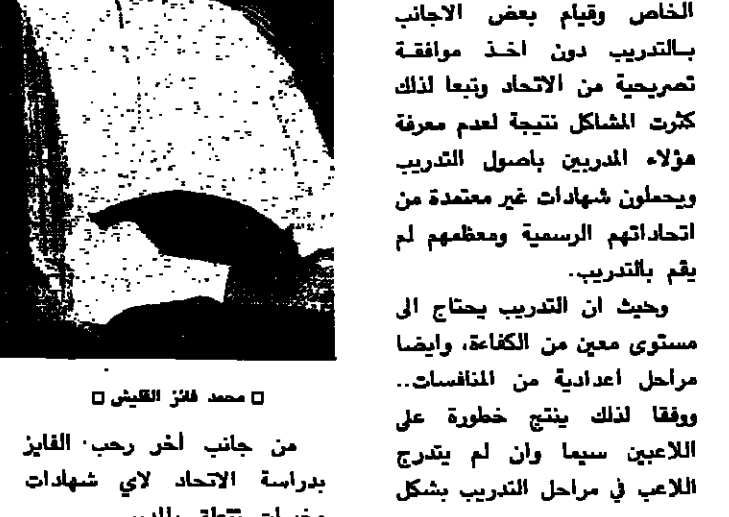 الخاص وقيام بعض الاجانب
بالتدريب دون اخذ موافقة
تصريحية من الاتحاد وتبعا لذلك
كثرت المشاكل نتيجة لعدم معرفة
هؤلاء المدربين باصول التدريب
ويحملون شهادات غير معتمدة من
اتحاداتهم الرسمية ومعظمهم لم
يقم بالتدريب.
وحيث ان التدريب يحتاج الى
مستوى معين من الكفاءة، وايضا
مراحل اعدادية من المنافسات..
ووفقا لذلك ينتج خطورة على
اللاعبين سيما وان لم يتدرج
اللاعب في مراحل التدريب بشكل
□ محمد فائز القليش □
من جانب أخر رحب القايز
بدراسة الاتحاد لاي شهادات